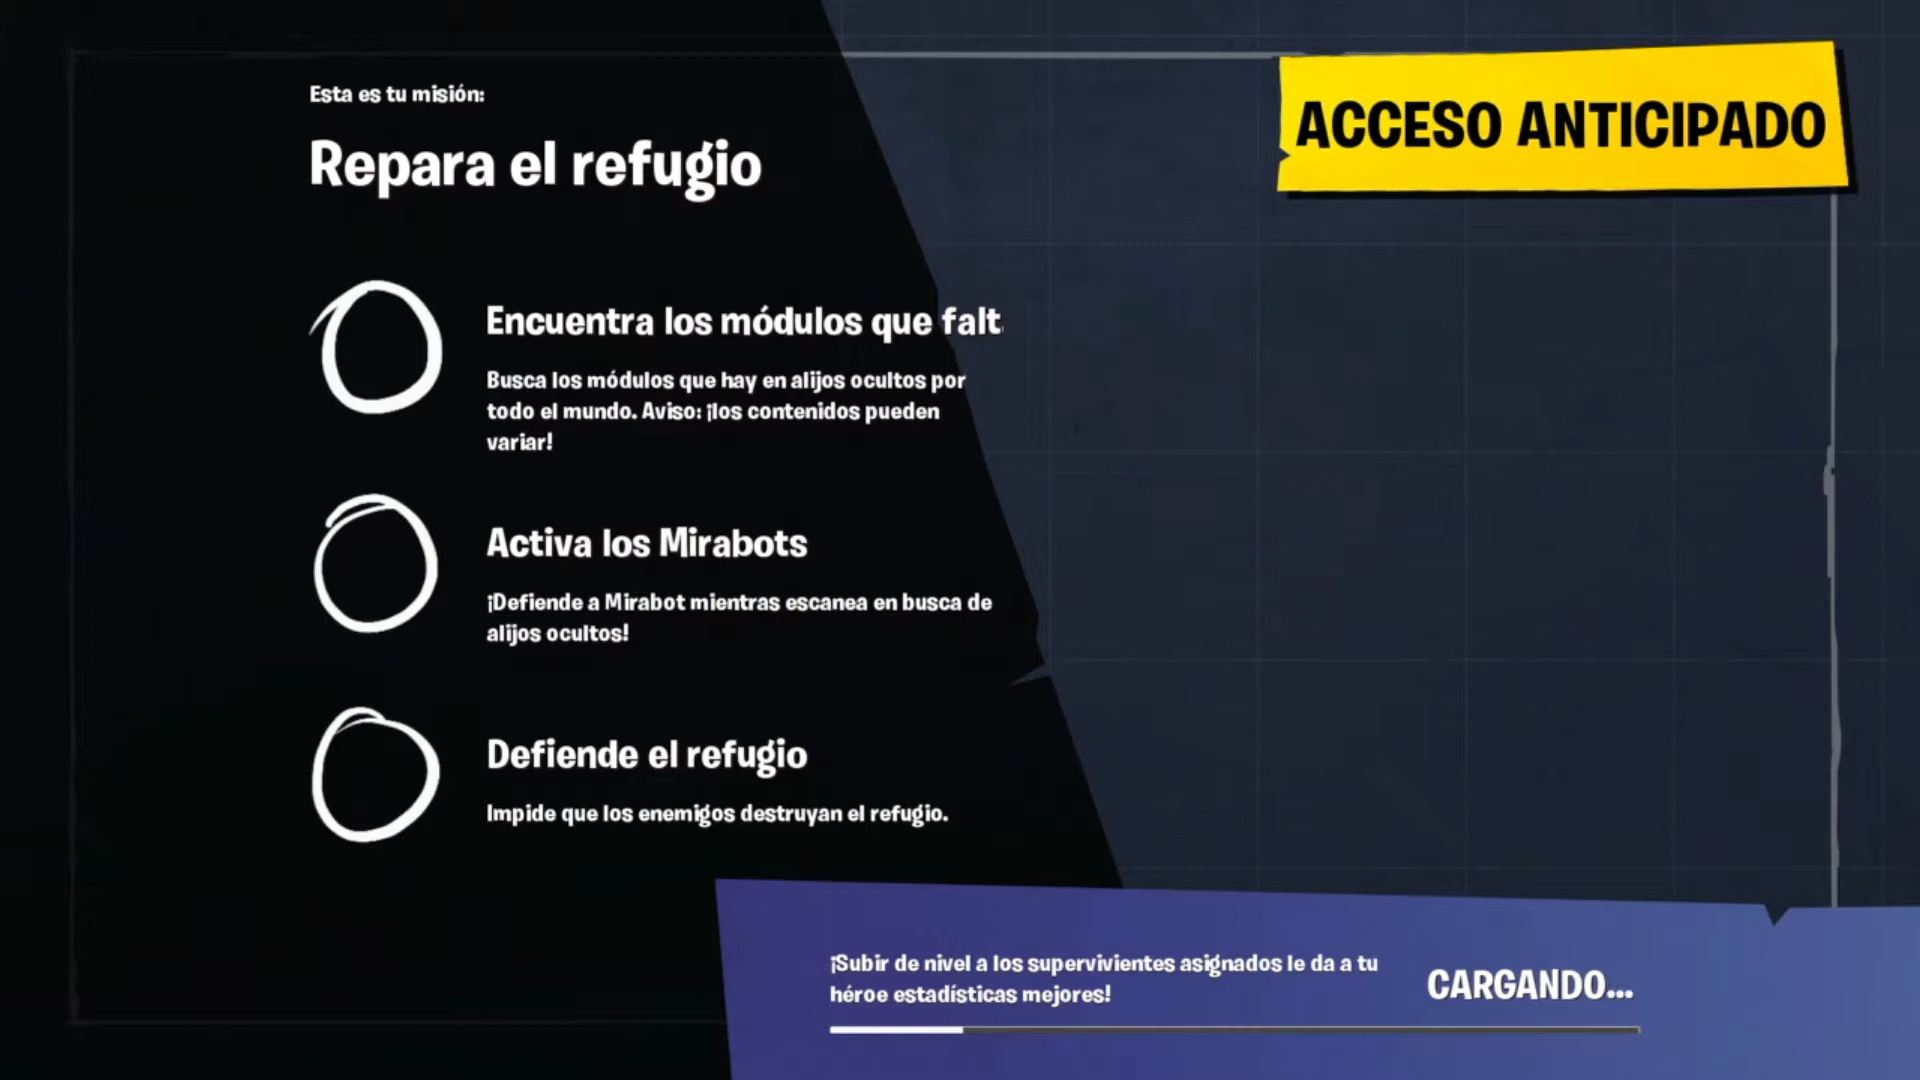 Esta es tu misión:
Repara el refugio
ACCESO ANTICIPADO
Encuentra los módulos que falt
Busca los módulos que hay en alijos ocultos por
todo el mundo. Aviso: ¡los contenidos pueden
variar!
Activa los Mirabots
¡Defiende a Mirabot mientras escanea en busca de
alijos ocultos!
Defiende el refugio
Impide que los enemigos destruyan el refugio.
¡Subir de nivel a los supervivientes asignados le da a tu
héroe estadísticas mejores!
CARGANDO...